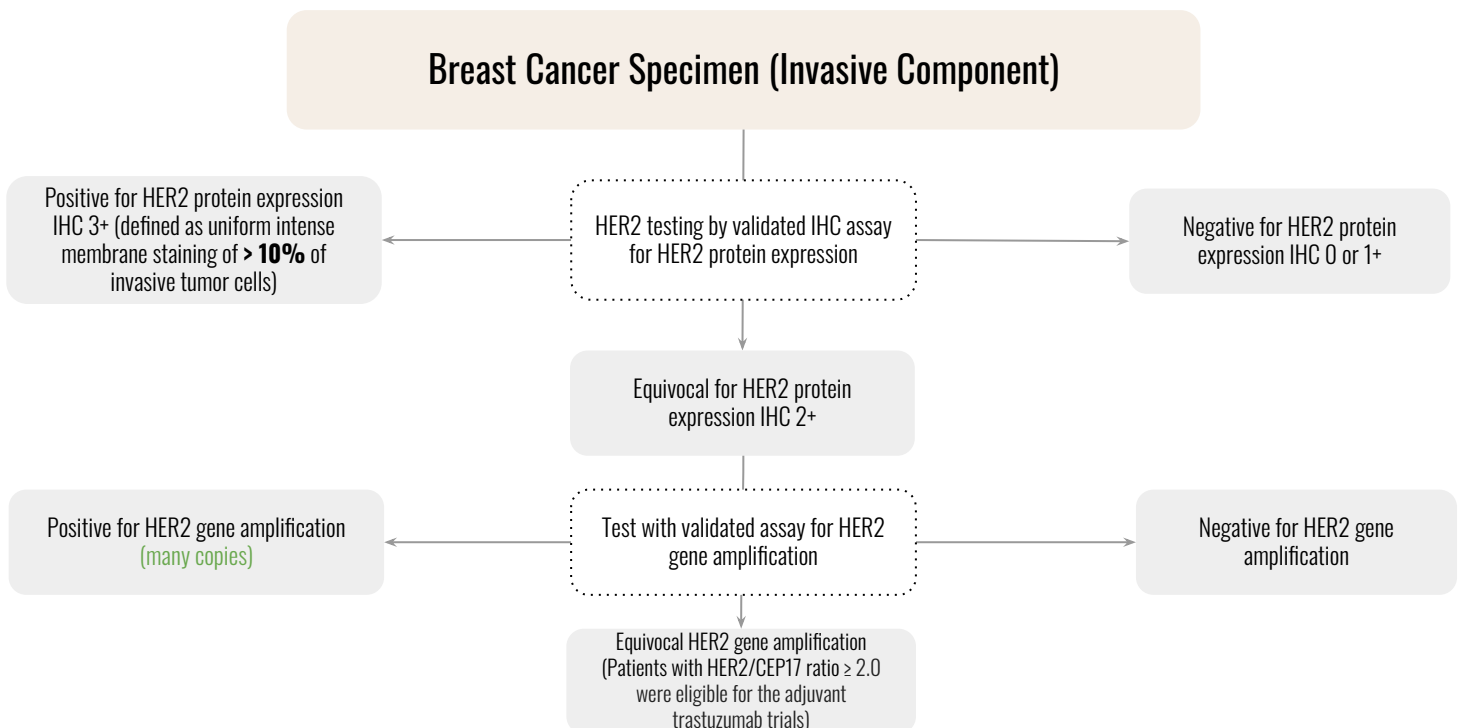 Breast Cancer Specimen (Invasive Component)
Positive for HER2 protein expression
IHC 3+ (defined as uniform intense
membrane staining of > 10% of
invasive tumor cells)
HER2 testing by validated IHC assay
for HER2 protein expression
Negative for HER2 protein
expression IHC 0 or 1+
Equivocal for HER2 protein
expression IHC 2+
Positive for HER2 gene amplification
(many copies)
Test with validated assay for HER2
gene amplification
Negative for HER2 gene
amplification
Equivocal HER2 gene amplification
(Patients with HER2/CEP17 ratio ≥ 2.0
were eligible for the adjuvant
trastuzumab trials)